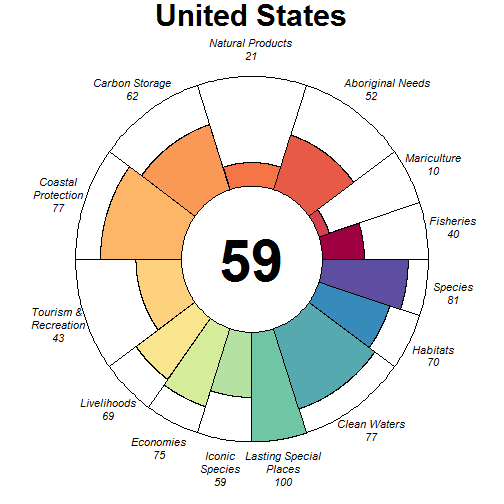 United States
Natural Products
21
Carbon Storage
62
Aboriginal Needs
52
Mariculture
10
Coastal
Protection
77
Fisheries
40
59
Species
81
Tourism &
Recreation
43
Habitats
70
Livelihoods
69
Clean Waters
77
Economies
75
Iconic
Species
59
Lasting Special
Places
100